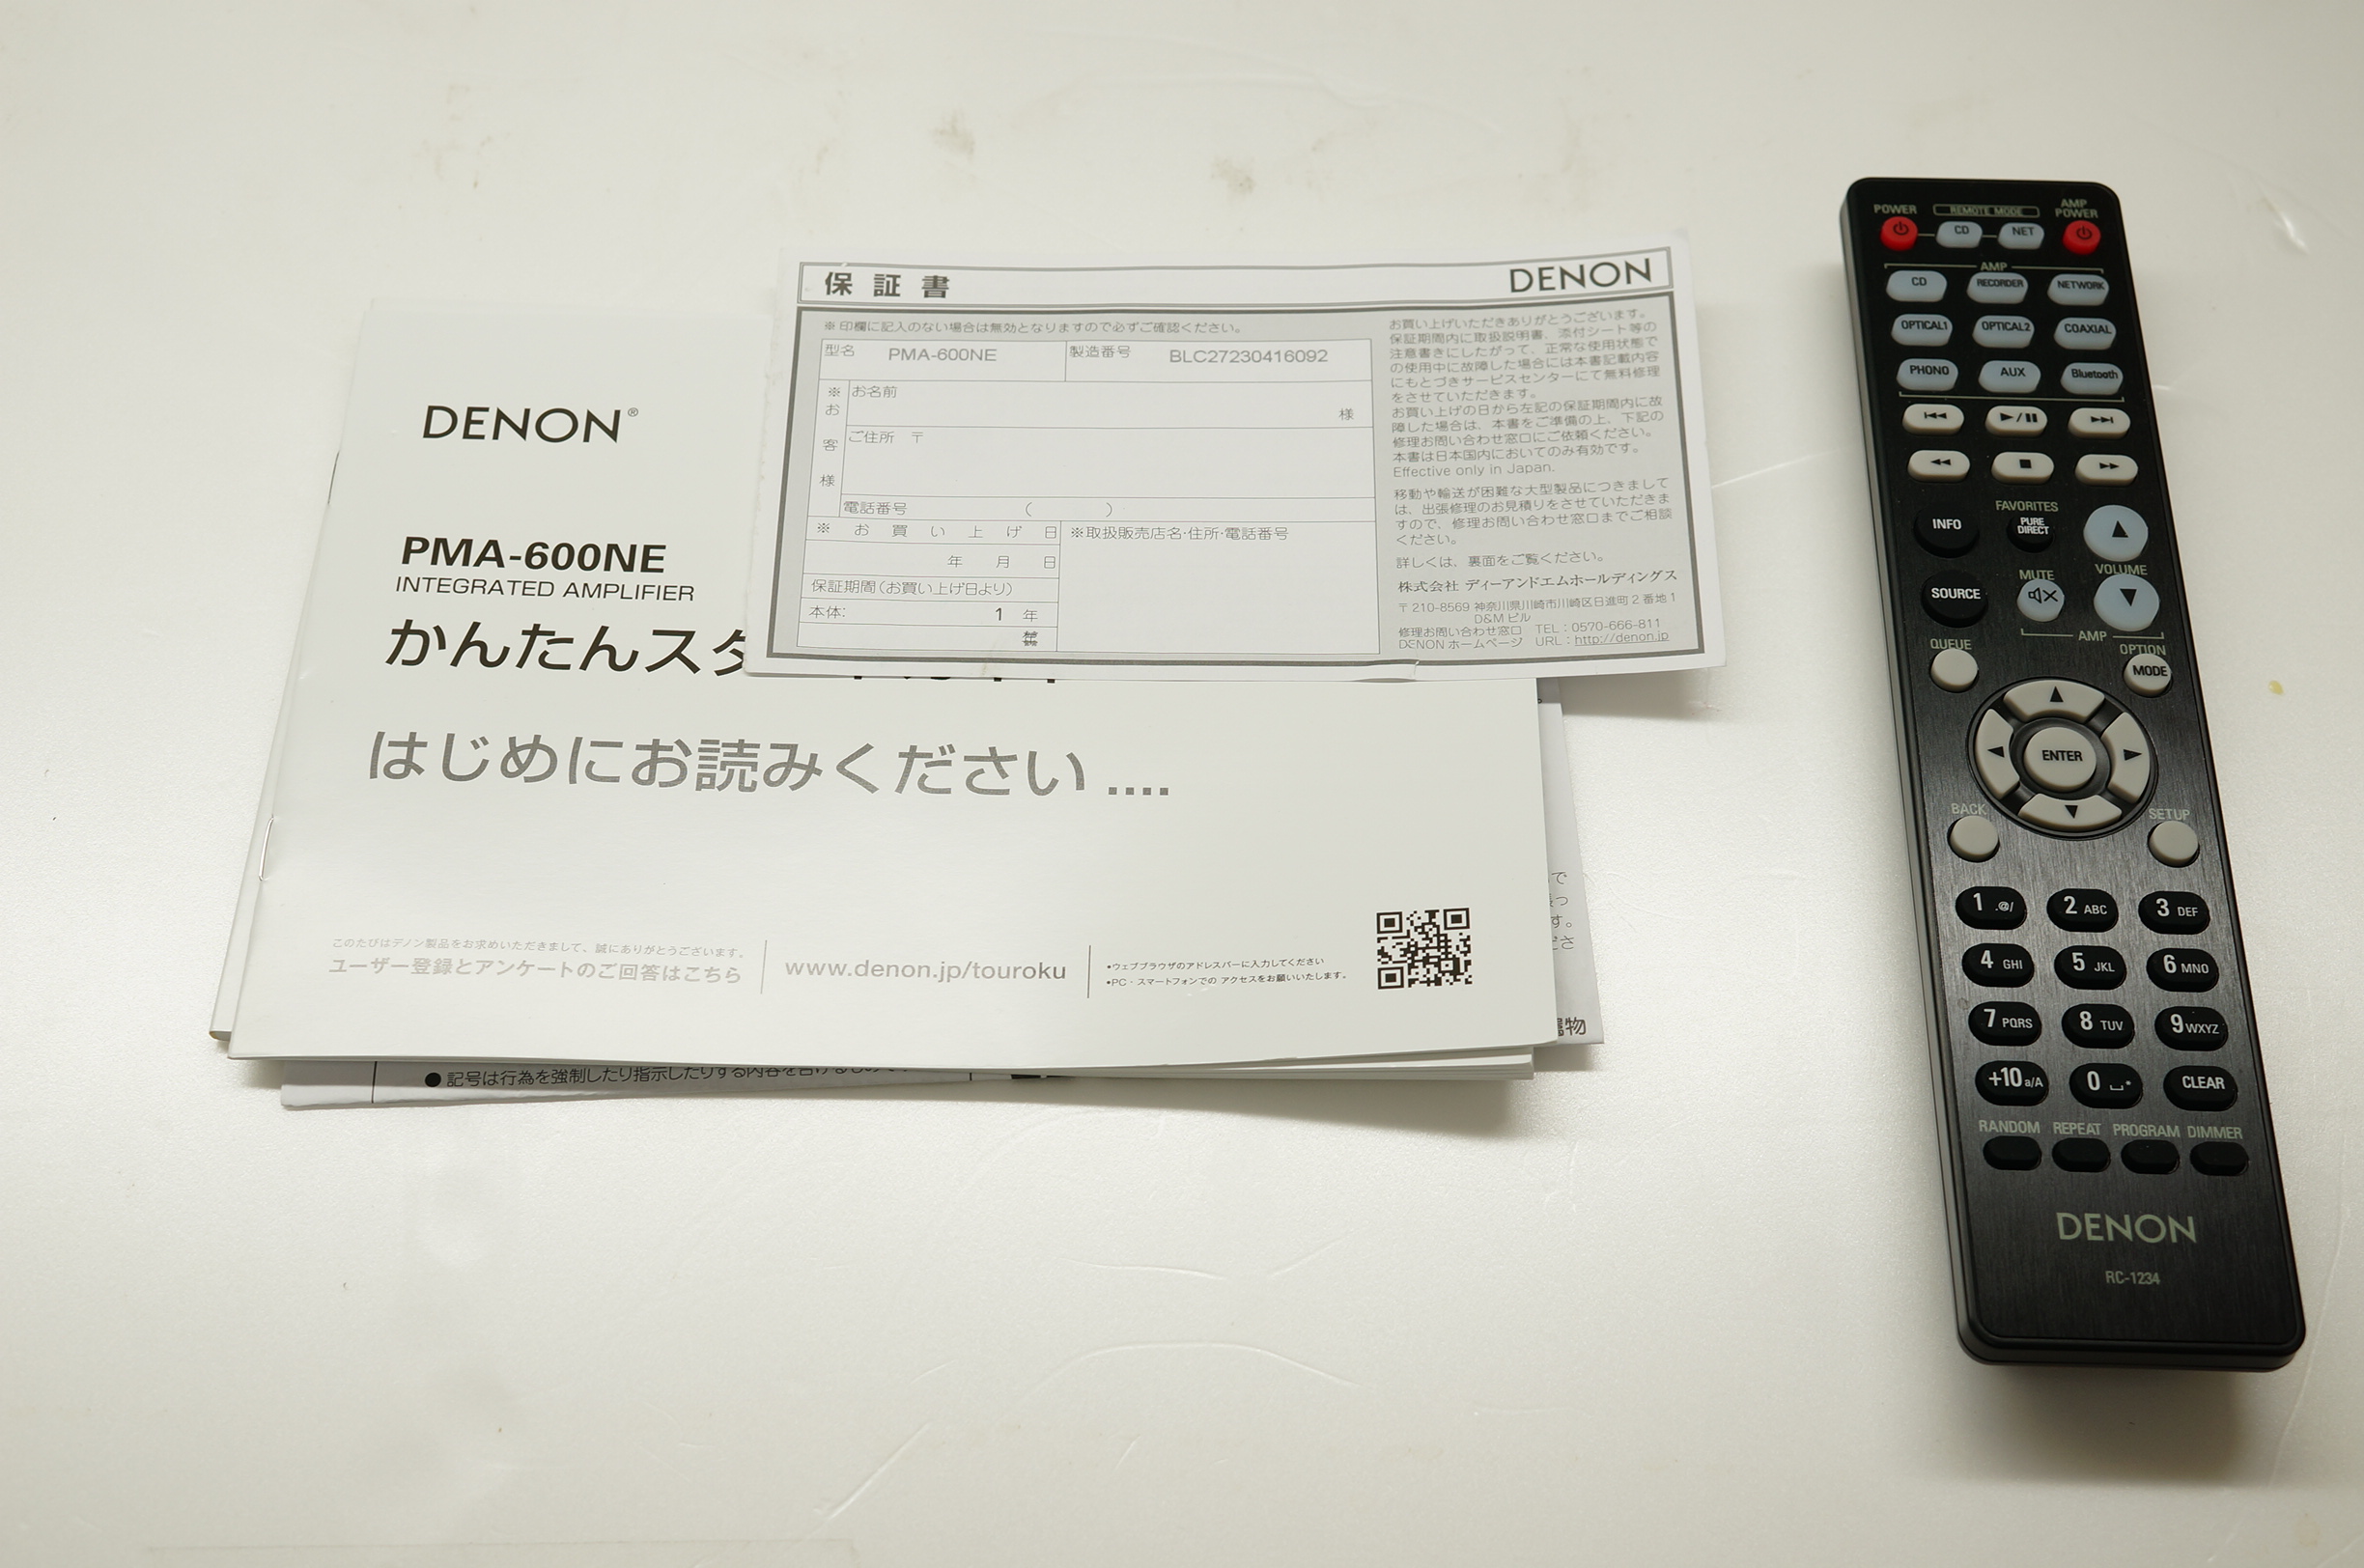 保証書
DENON
※印欄に記入のない場合は無効となりますので必ずご確認ください。
型名 PMA-600NE 製造番号 BLC27230416092
※お客様
お名前
様
ご住所 〒
電話番号 ( )
※お買い上げ日
年 月 日
保証期間(お買い上げ日より)
本体: 1 年
※取扱販売店名·住所·電話番号
お買い上げいただきありがとうございます。
保証期間内に取扱説明書、添付シート等の
注意書きにしたがって、正常な使用状態で
の使用中に故障した場合には本書記載内容
にもとづきサービスセンターにて無料修理
をさせていただきます。
お買い上げの日から左記の保証期間内に故
障した場合は、本書をご準備の上、下記の
修理お問い合わせ窓口にご依頼ください。
本書は日本国内においてのみ有効です。
Effective only in Japan.
移動や輸送が困難な大型製品につきまして
は、出張修理のお見積りをさせていただきま
すので、修理お問い合わせ窓口までご相談
ください。
詳しくは、裏面をご覧ください。
株式会社 ディーアンドエムホールディングス
〒210-8569 神奈川県川崎市川崎区日進町2番地1
D&Mビル
修理お問い合わせ窓口 TEL:0570-666-811
DENONホームページ URL:http://denon.jp
DENON®
PMA-600NE
INTEGRATED AMPLIFIER
かんたんスタ
はじめにお読みください....
このたびはデノン製品をお求めいただきまして、誠にありがとうございます。
ユーザー登録とアンケートのご回答はこちら
www.denon.jp/touroku
•ウェブブラウザのアドレスバーに入力してください
•PC・スマートフォンでの アクセスをお願いいたします。
●記号は行為を強制したり指示したりする内容を
POWER REMOTE MODE AMP POWER
CD NET
AMP
CD RECORDER NETWORK
OPTICAL1 OPTICAL2 COAXIAL
PHONO AUX Bluetooth
INFO FAVORITES PURE DIRECT
SOURCE MUTE VOLUME
AMP
QUEUE OPTION MODE
ENTER
BACK SETUP
1 .@/ 2 ABC 3 DEF
4 GHI 5 JKL 6 MNO
7 PQRS 8 TUV 9 WXYZ
+10 a/A 0 ␣* CLEAR
RANDOM REPEAT PROGRAM DIMMER
DENON
RC-1234